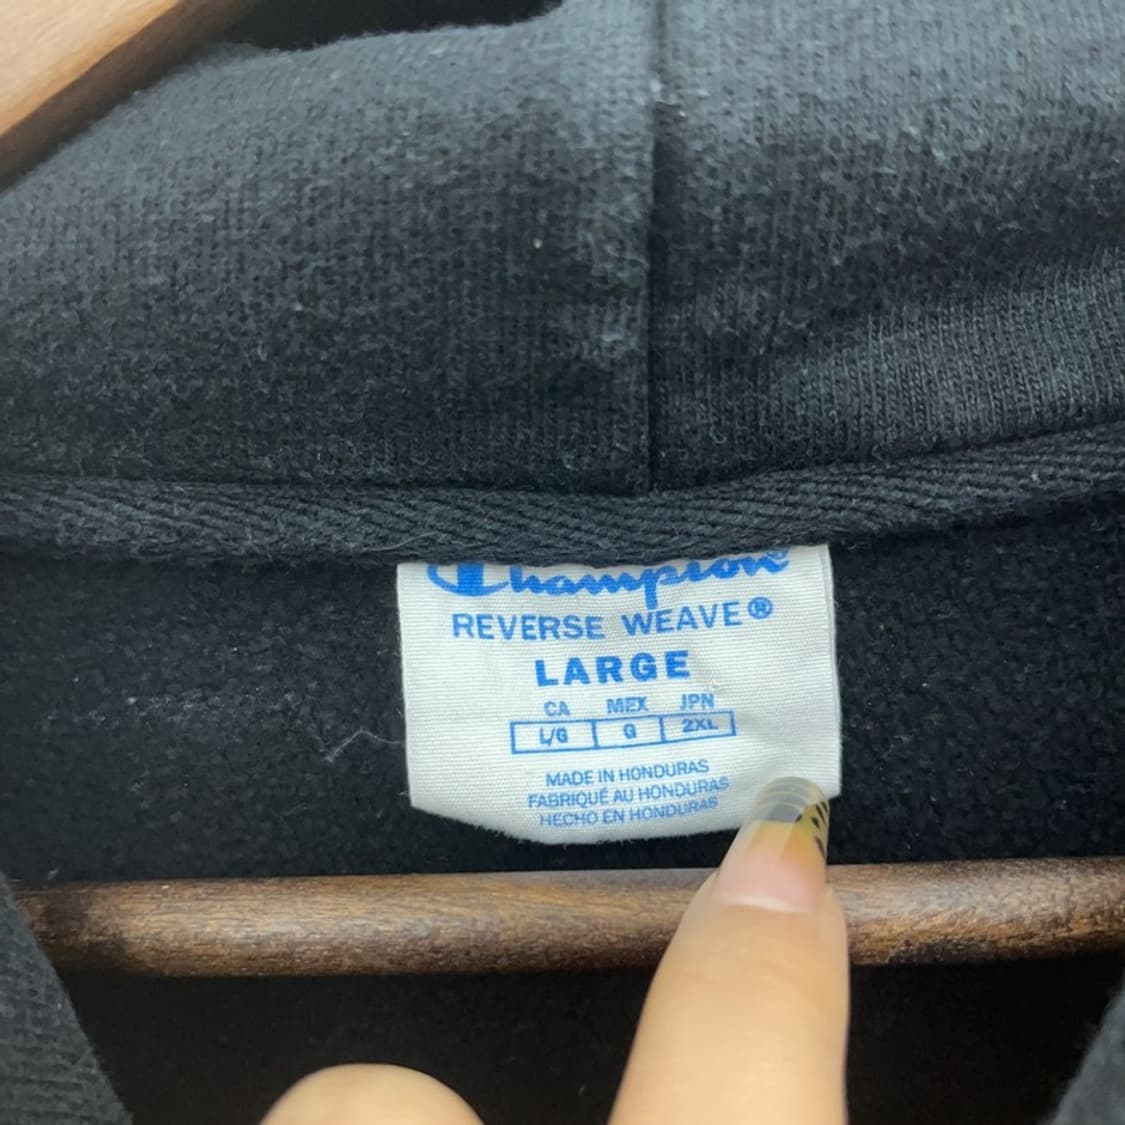 Champion
REVERSE WEAVE®
LARGE
CA MEX JPN
L/G G 2XL
MADE IN HONDURAS
FABRIQUÉ AU HONDURAS
HECHO EN HONDURAS